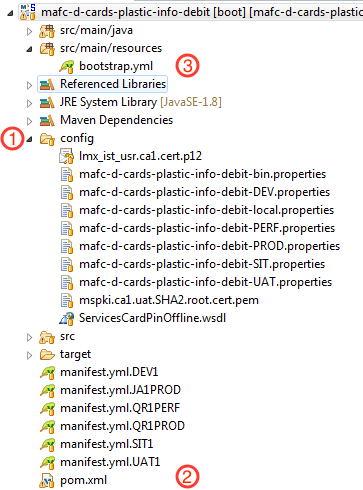 mafc-d-cards-plastic-info-debit [boot] [mafc-d-cards-plast
src/main/java
src/main/resources
bootstrap.yml
3
Referenced Libraries
JRE System Library [JavaSE-1.8]
Maven Dependencies
1
config
lmx_ist_usr.ca1.cert.p12
mafc-d-cards-plastic-info-debit-bin.properties
mafc-d-cards-plastic-info-debit-DEV.properties
mafc-d-cards-plastic-info-debit-local.properties
mafc-d-cards-plastic-info-debit-PERF.properties
mafc-d-cards-plastic-info-debit-PROD.properties
mafc-d-cards-plastic-info-debit-SIT.properties
mafc-d-cards-plastic-info-debit-UAT.properties
mspki.ca1.uat.SHA2.root.cert.pem
ServicesCardPinOffline.wsdl
src
target
manifest.yml.DEV1
manifest.yml.JA1PROD
manifest.yml.QR1PERF
manifest.yml.QR1PROD
manifest.yml.SIT1
manifest.yml.UAT1
pom.xml
2